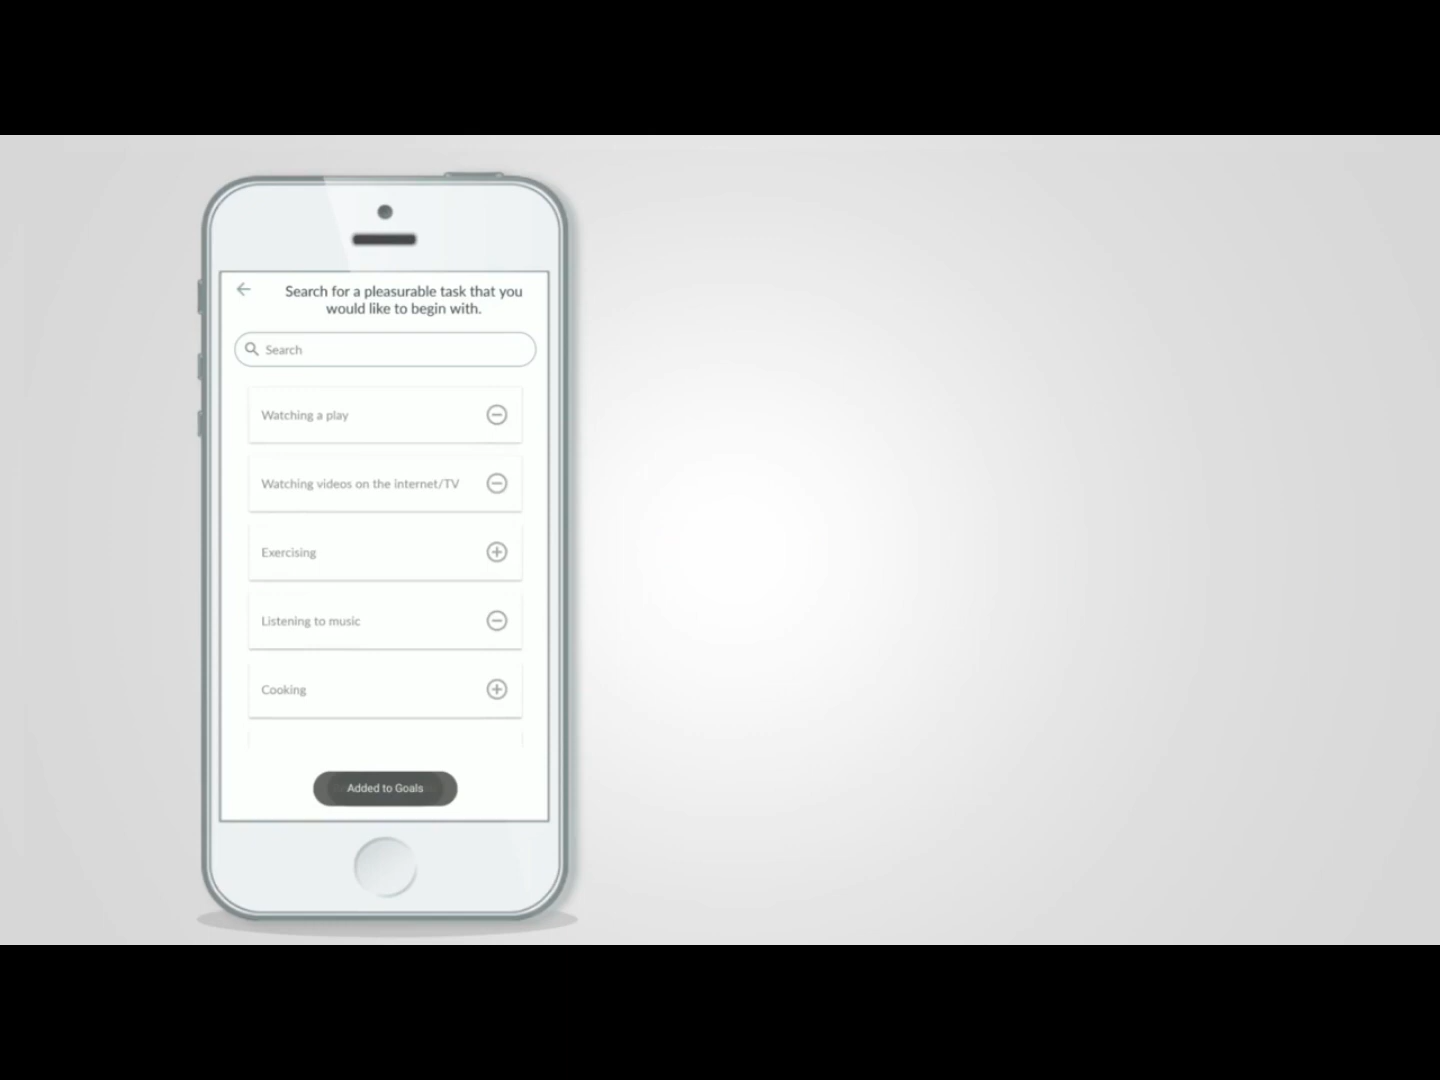 Search for a pleasurable task that you
would like to begin with.
Search
Watching a play
Watching videos on the internet/TV
Exercising
Listening to music
Cooking
Added to Goals